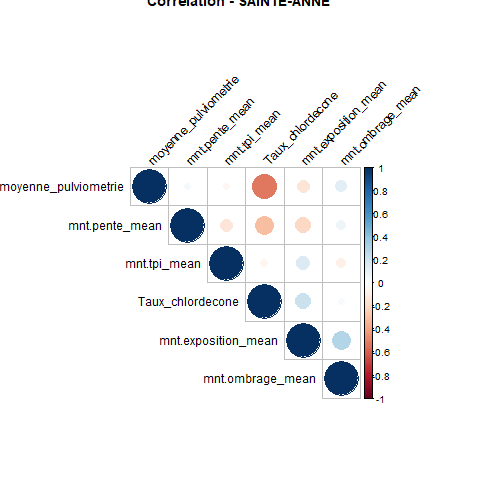 Corrélation - SAINTE-ANNE
moyenne_pulviometrie
mnt.pente_mean
mnt.tpi_mean
Taux_chlordecone
mnt.exposition_mean
mnt.ombrage_mean
moyenne_pulviometrie
mnt.pente_mean
mnt.tpi_mean
Taux_chlordecone
mnt.exposition_mean
mnt.ombrage_mean
1
0.8
0.6
0.4
0.2
0
-0.2
-0.4
-0.6
-0.8
-1